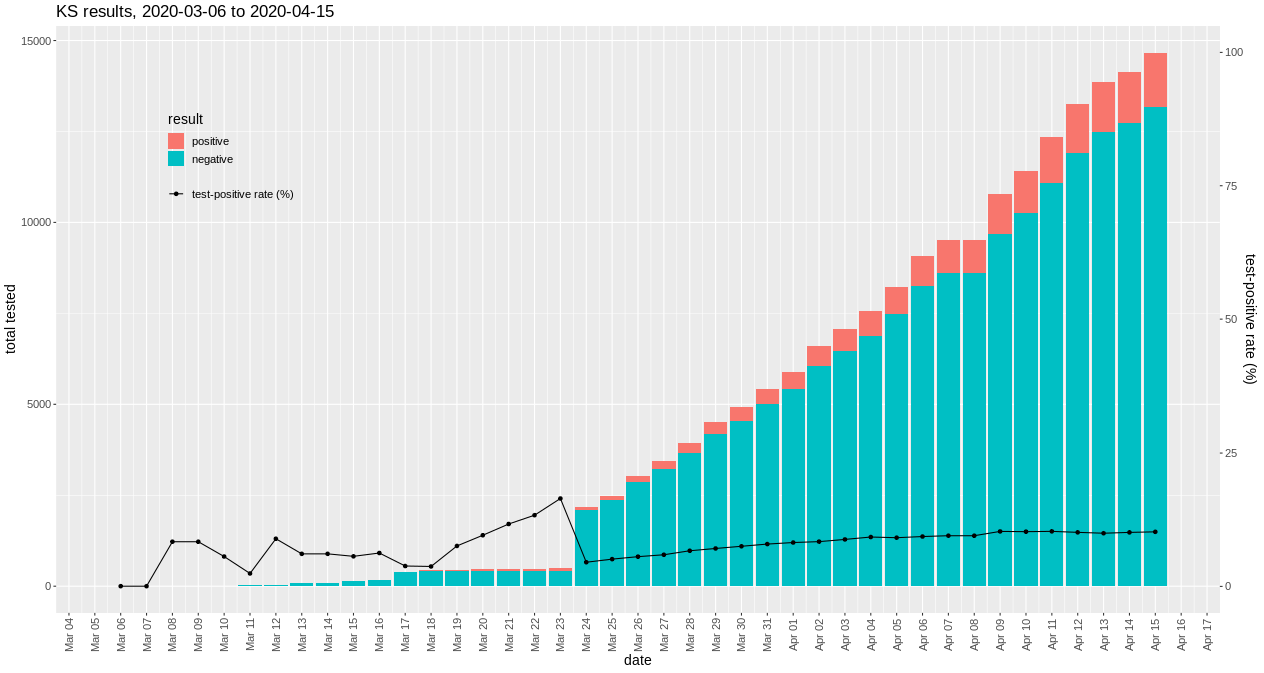 KS results, 2020-03-06 to 2020-04-15
15000
10000
5000
0
total tested
result
positive
negative
test-positive rate (%)
100
75
50
25
0
test-positive rate (%)
Mar 04
Mar 05
Mar 06
Mar 07
Mar 08
Mar 09
Mar 10
Mar 11
Mar 12
Mar 13
Mar 14
Mar 15
Mar 16
Mar 17
Mar 18
Mar 19
Mar 20
Mar 21
Mar 22
Mar 23
Mar 24
Mar 25
Mar 26
Mar 27
Mar 28
Mar 29
Mar 30
Mar 31
Apr 01
Apr 02
Apr 03
Apr 04
Apr 05
Apr 06
Apr 07
Apr 08
Apr 09
Apr 10
Apr 11
Apr 12
Apr 13
Apr 14
Apr 15
Apr 16
Apr 17
date